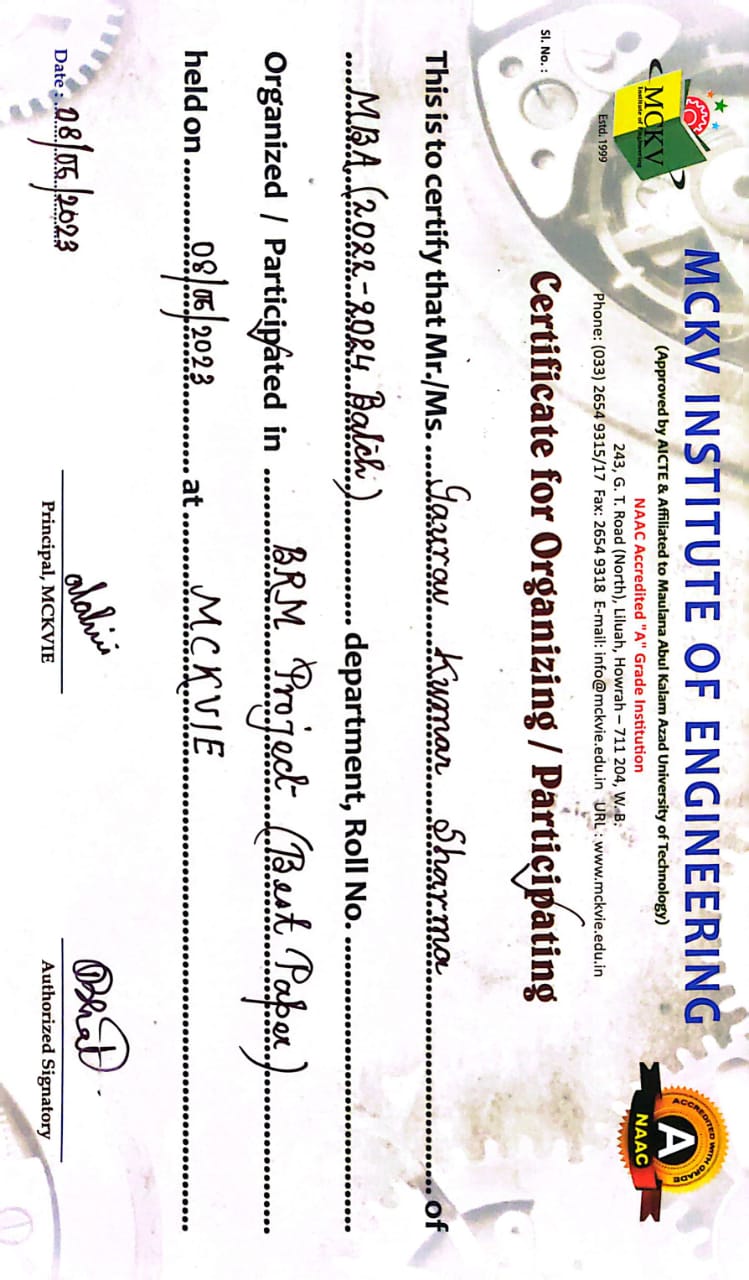 MCKV INSTITUTE OF ENGINEERING
(Approved by AICTE & Affiliated to Maulana Abul Kalam Azad University of Technology)
NAAC Accredited "A" Grade Institution
243, G. T. Road (North), Liluah, Howrah – 711 204, W. B.
Phone: (033) 2654 9315/17 Fax: 2654 9318 E-mail: info@mckvie.edu.in URL : www.mckvie.edu.in
MCKV
Institute of Engineering
Estd. 1999
ACCREDITED WITH GRADE
A
NAAC
Sl. No. :
Certificate for Organizing / Participating
This is to certify that Mr./Ms. Gaurav Kumar Sharma of
MBA (2022-2024 Batch) department, Roll No.
Organized / Participated in BRM Project (Best Paper)
held on 08/05/2023 at MCKVIE
Date : 08/05/2023
Principal, MCKVIE
Authorized Signatory